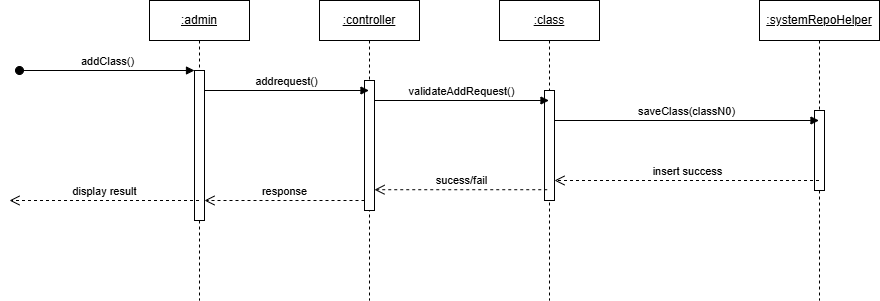 :admin
:controller
:class
:systemRepoHelper
addClass()
addrequest()
validateAddRequest()
saveClass(classN0)
insert success
sucess/fail
response
display result